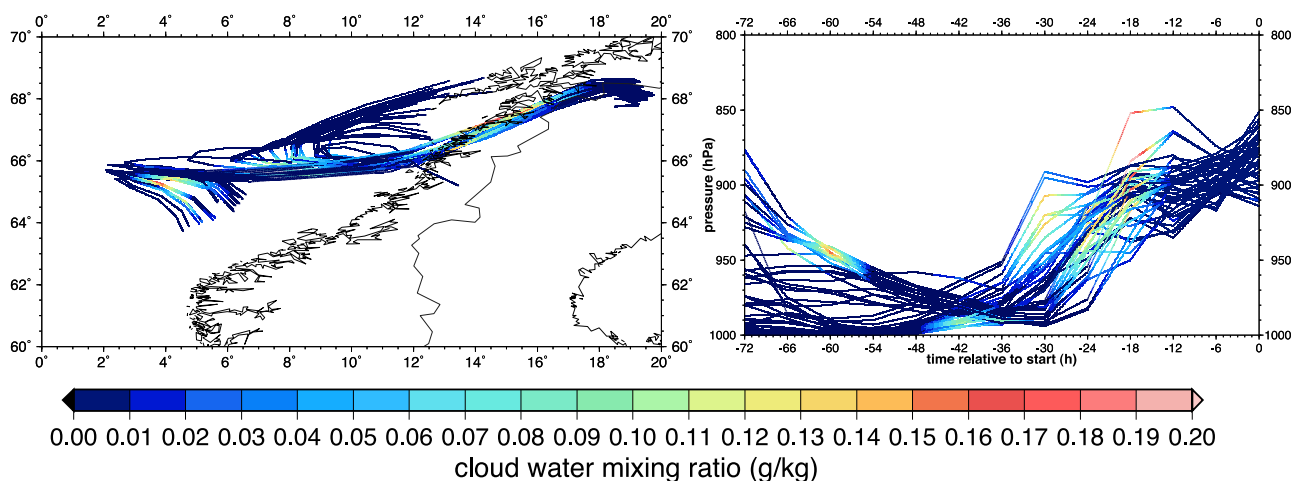 0° 2° 4° 6° 8° 10° 12° 14° 16° 18° 20°
70° 70°
68° 68°
66° 66°
64° 64°
62° 62°
60° 60°
0° 2° 4° 6° 8° 10° 12° 14° 16° 18° 20°
-72 -66 -60 -54 -48 -42 -36 -30 -24 -18 -12 -6 0
800 800
850 850
900 900
950 950
1000 1000
pressure (hPa)
-72 -66 -60 -54 -48 -42 -36 -30 -24 -18 -12 -6 0
time relative to start (h)
0.00 0.01 0.02 0.03 0.04 0.05 0.06 0.07 0.08 0.09 0.10 0.11 0.12 0.13 0.14 0.15 0.16 0.17 0.18 0.19 0.20
cloud water mixing ratio (g/kg)